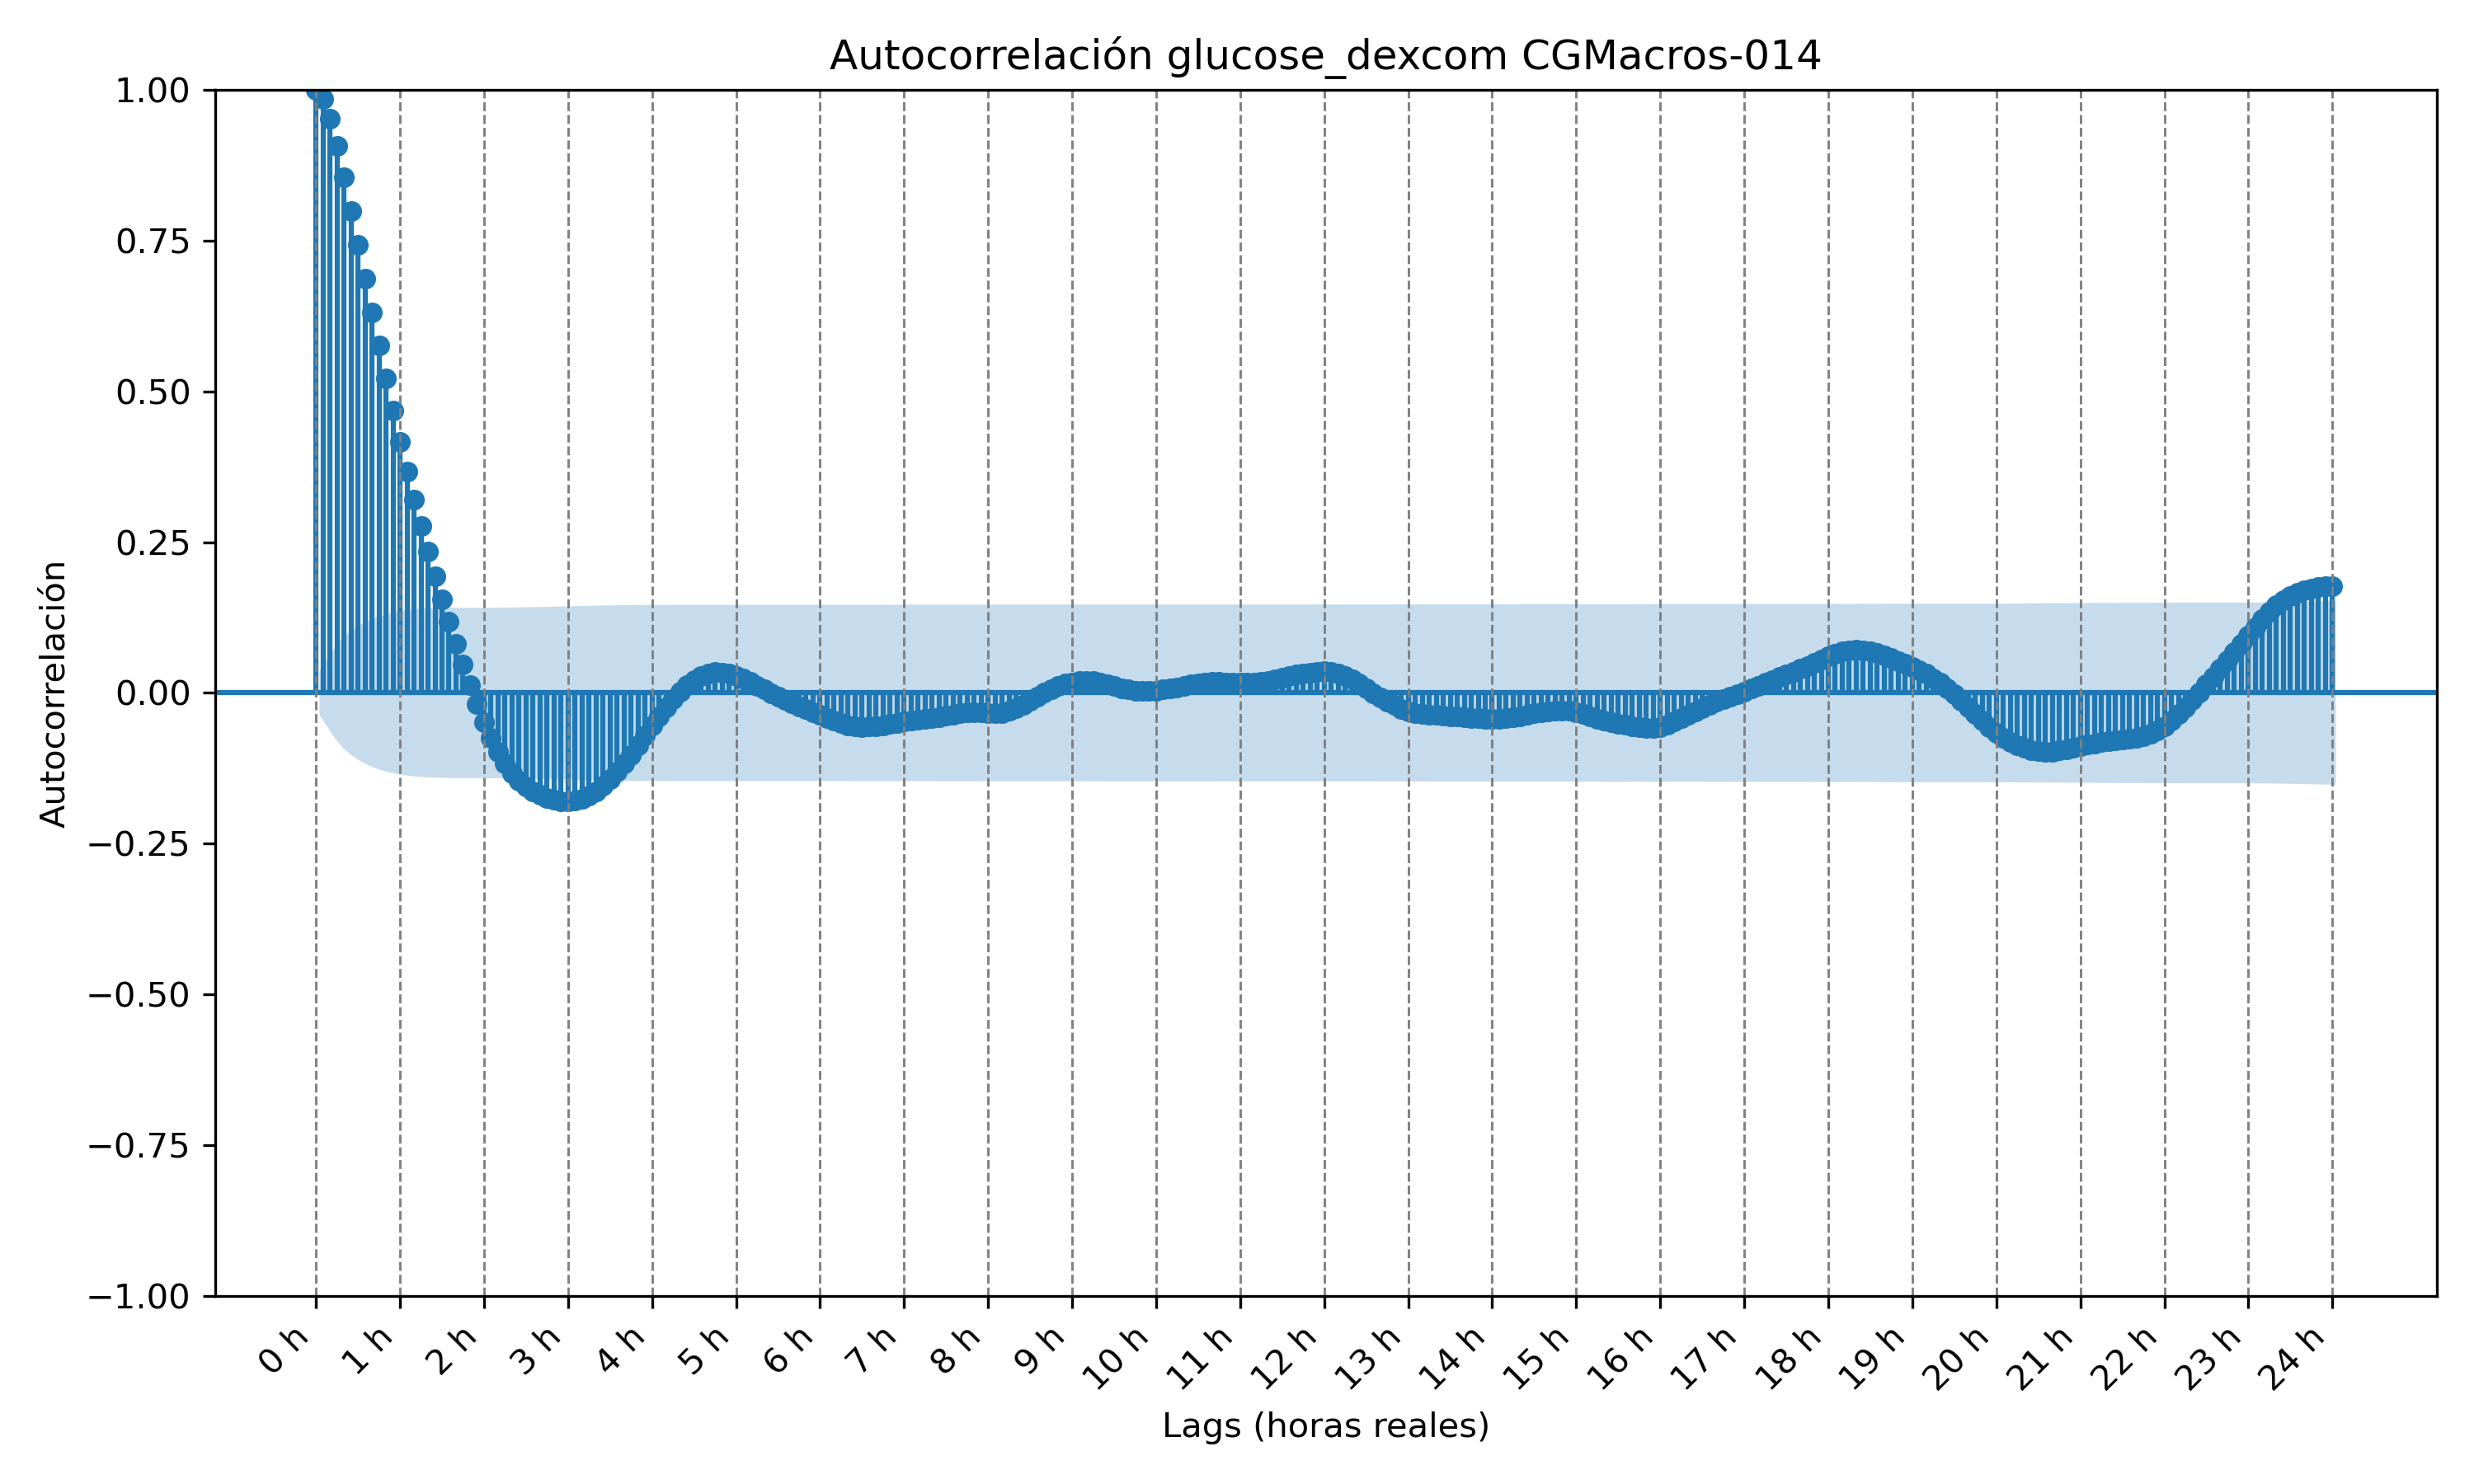 Autocorrelación glucose_dexcom CGMacros-014
1.00
0.75
0.50
0.25
0.00
−0.25
−0.50
−0.75
−1.00
Autocorrelación
0 h
1 h
2 h
3 h
4 h
5 h
6 h
7 h
8 h
9 h
10 h
11 h
12 h
13 h
14 h
15 h
16 h
17 h
18 h
19 h
20 h
21 h
22 h
23 h
24 h
Lags (horas reales)